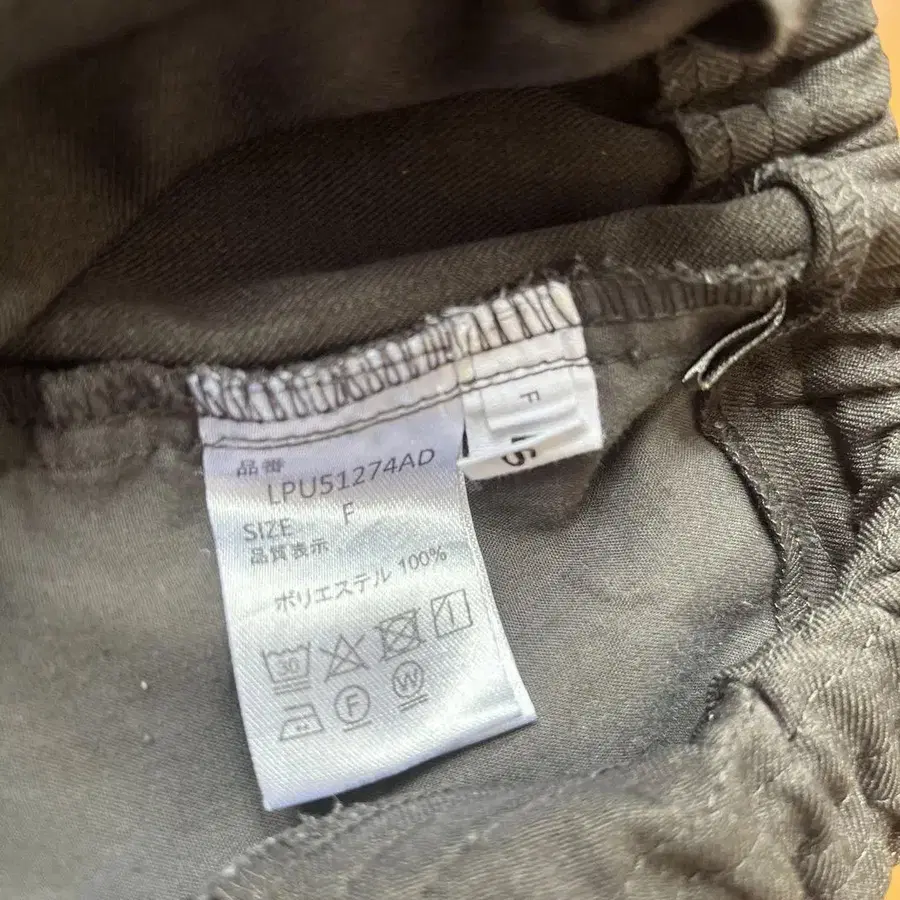 品番
LPU51274AD
SIZE F
品質表示
ポリエステル 100%
30
F W
F